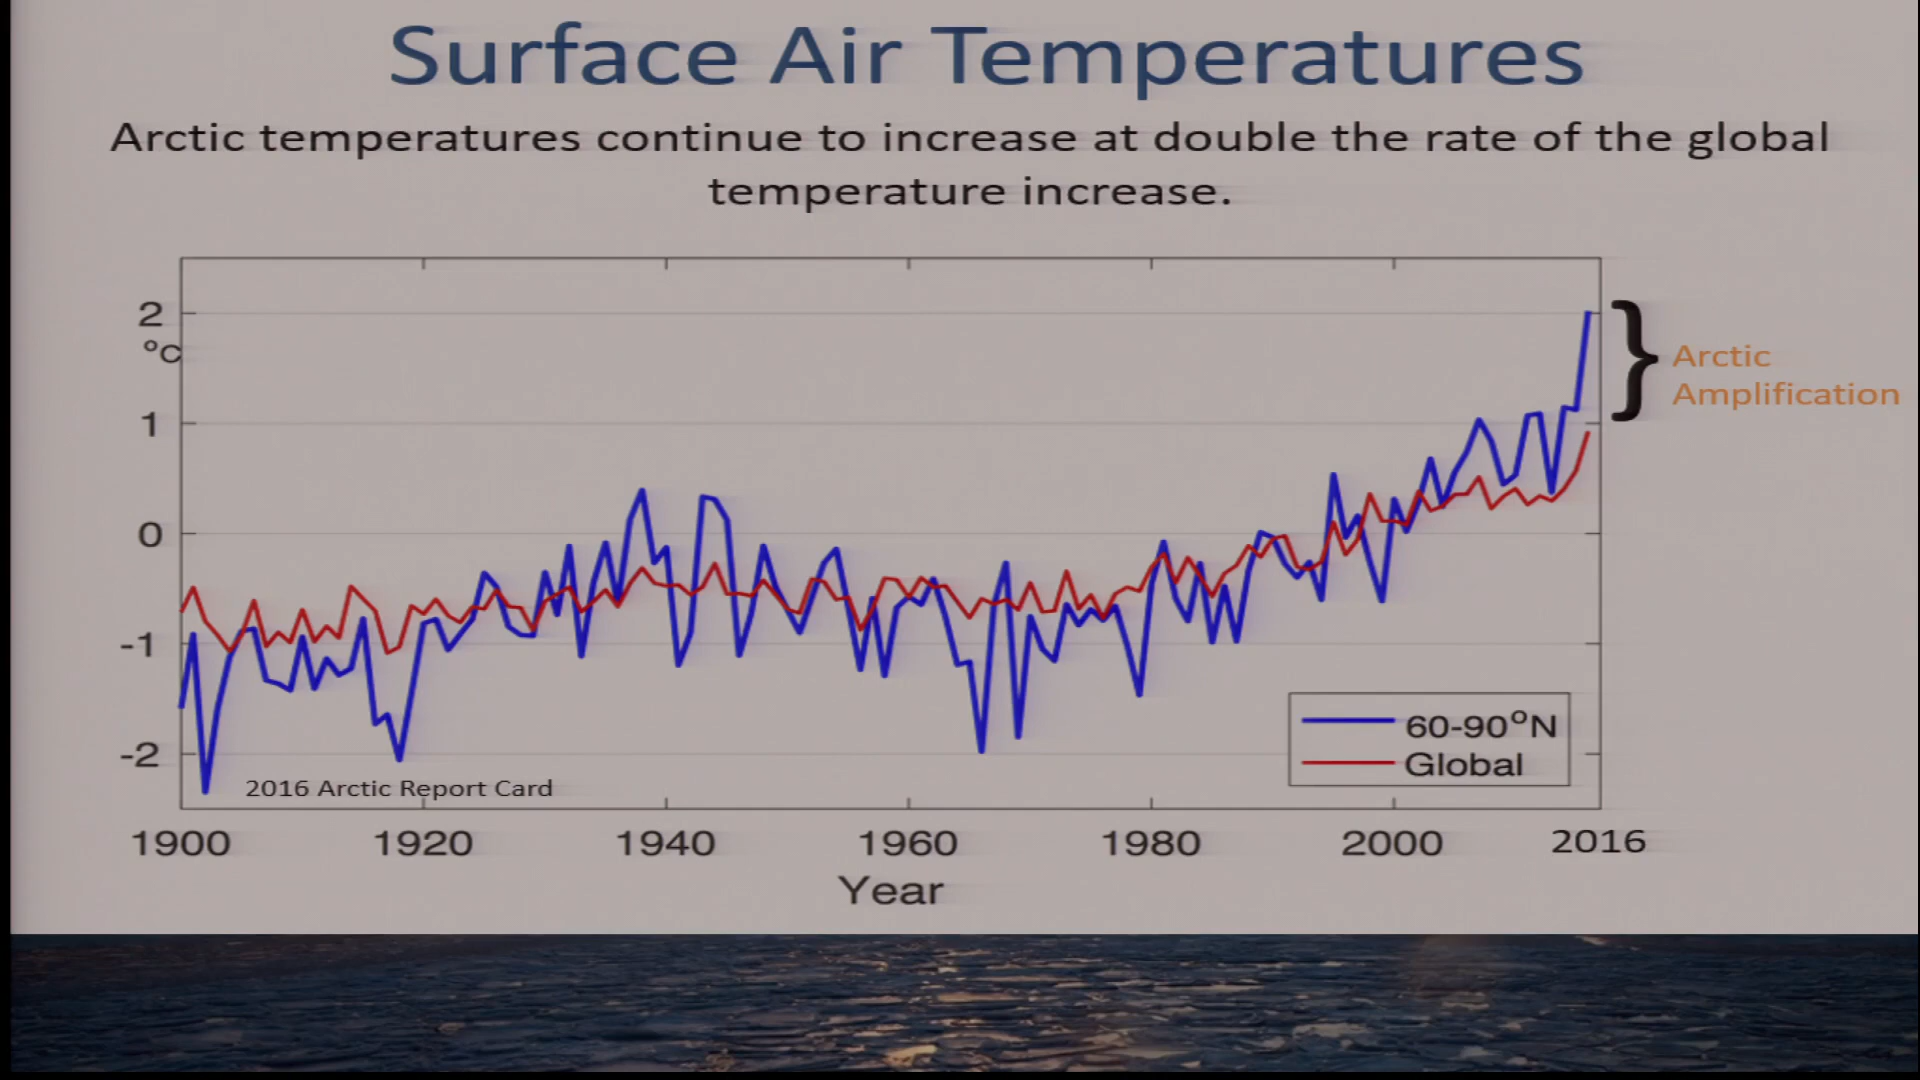 Surface Air Temperatures
Arctic temperatures continue to increase at double the rate of the global
temperature increase.
2
°C
1
0
-1
-2
Arctic
Amplification
60-90°N
Global
2016 Arctic Report Card
1900 1920 1940 1960 1980 2000 2016
Year